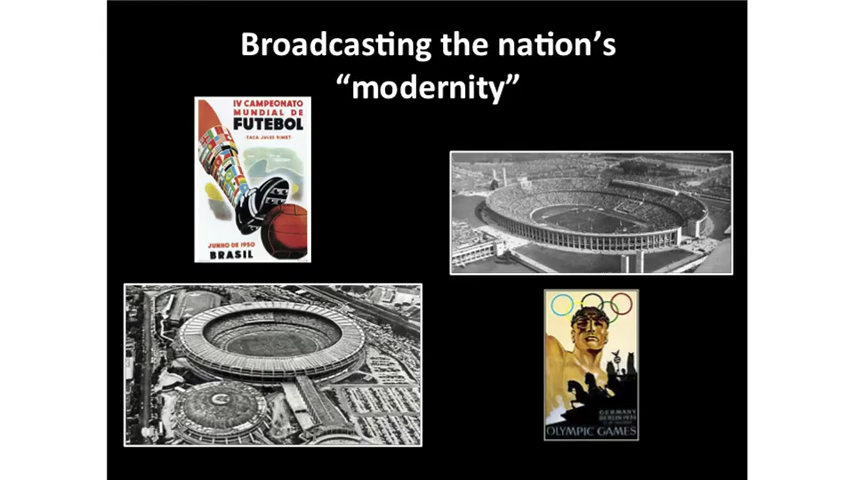 Broadcasting the nation's
“modernity”
IV CAMPEONATO
MUNDIAL DE
FUTEBOL
TAÇA JULES RIMET
JUNHO DE 1950
BRASIL
GERMANY
BERLIN 1936
OLYMPIC GAMES